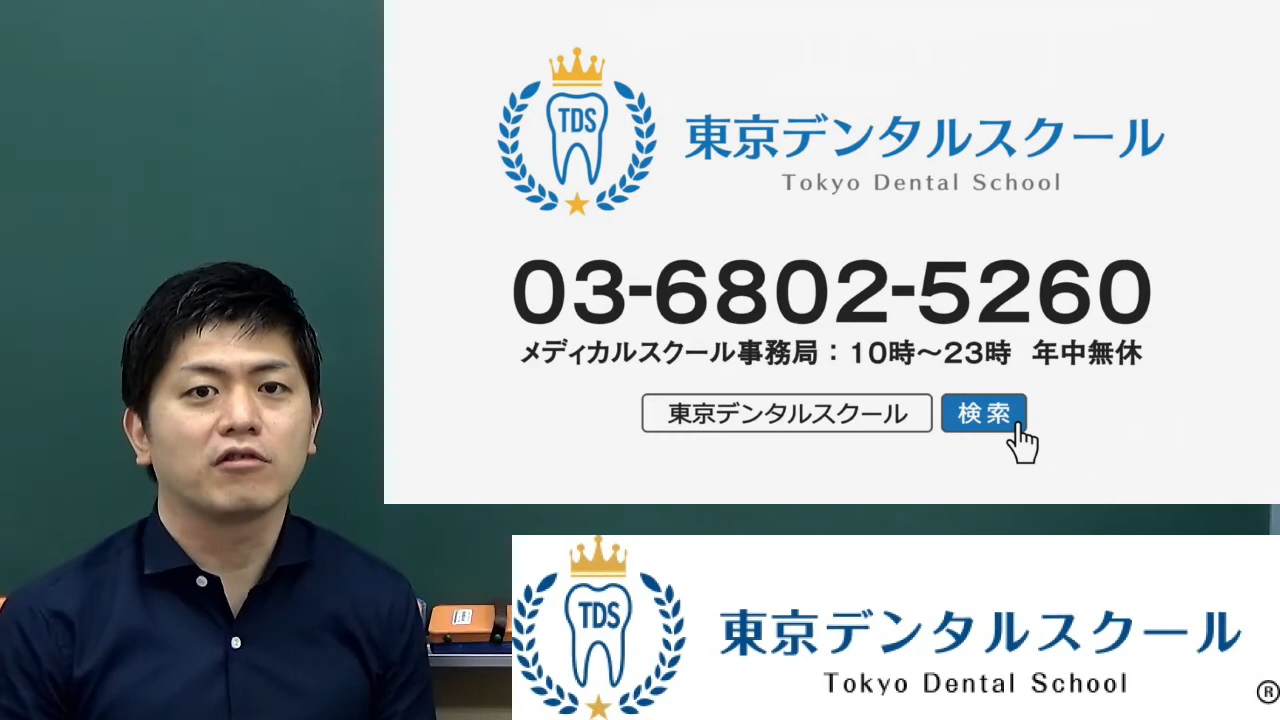 TDS
東京デンタルスクール
Tokyo Dental School
03-6802-5260
メディカルスクール事務局：10時～23時 年中無休
東京デンタルスクール 検索
TDS
東京デンタルスクール
Tokyo Dental School
®